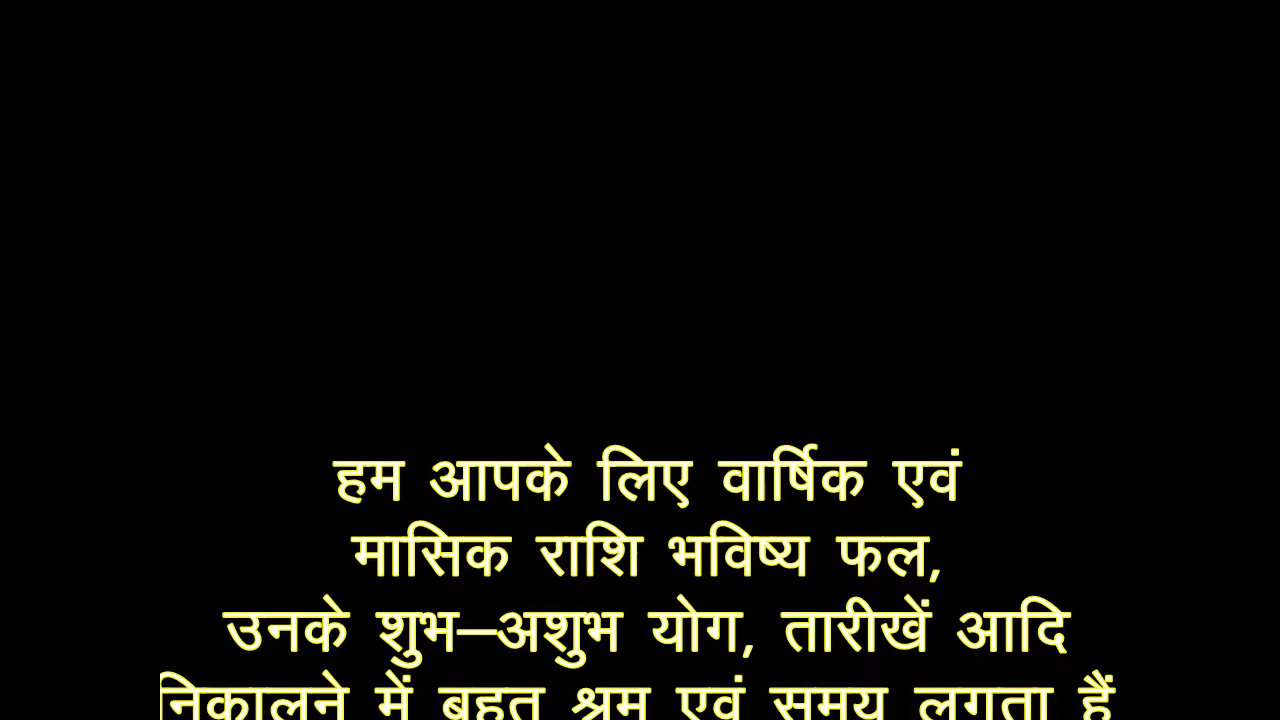 हम आपके लिए वार्षिक एवं
मासिक राशि भविष्य फल,
उनके शुभ–अशुभ योग, तारीखें आदि
निकालने में बहुत श्रम एवं समय लगता हैं